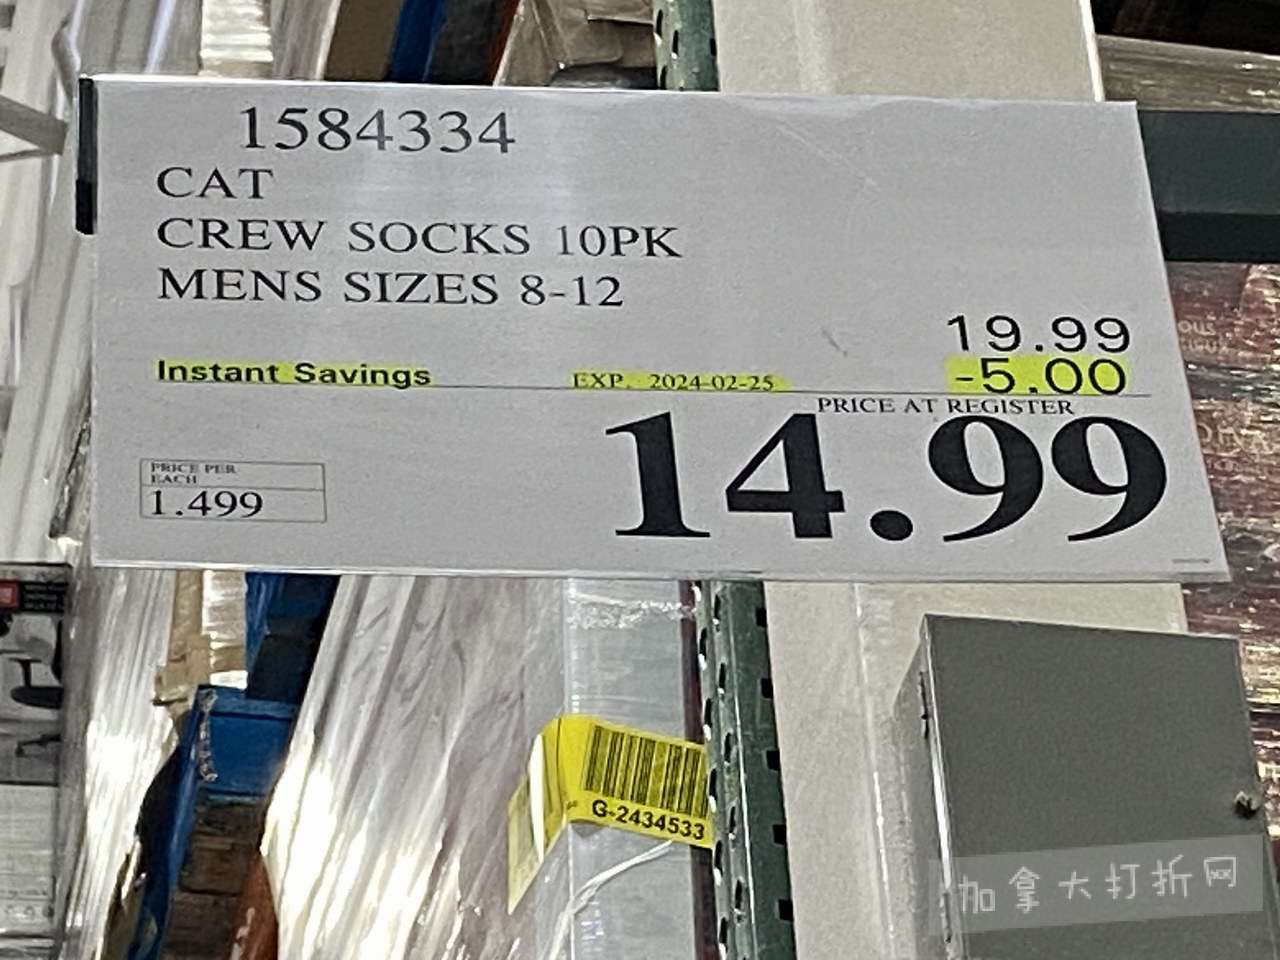 1584334
CAT
CREW SOCKS 10PK
MENS SIZES 8-12
19.99
Instant Savings EXP. 2024-02-25 -5.00
PRICE AT REGISTER
14.99
PRICE PER
EACH
1.499
G-2434533
加拿大打折网